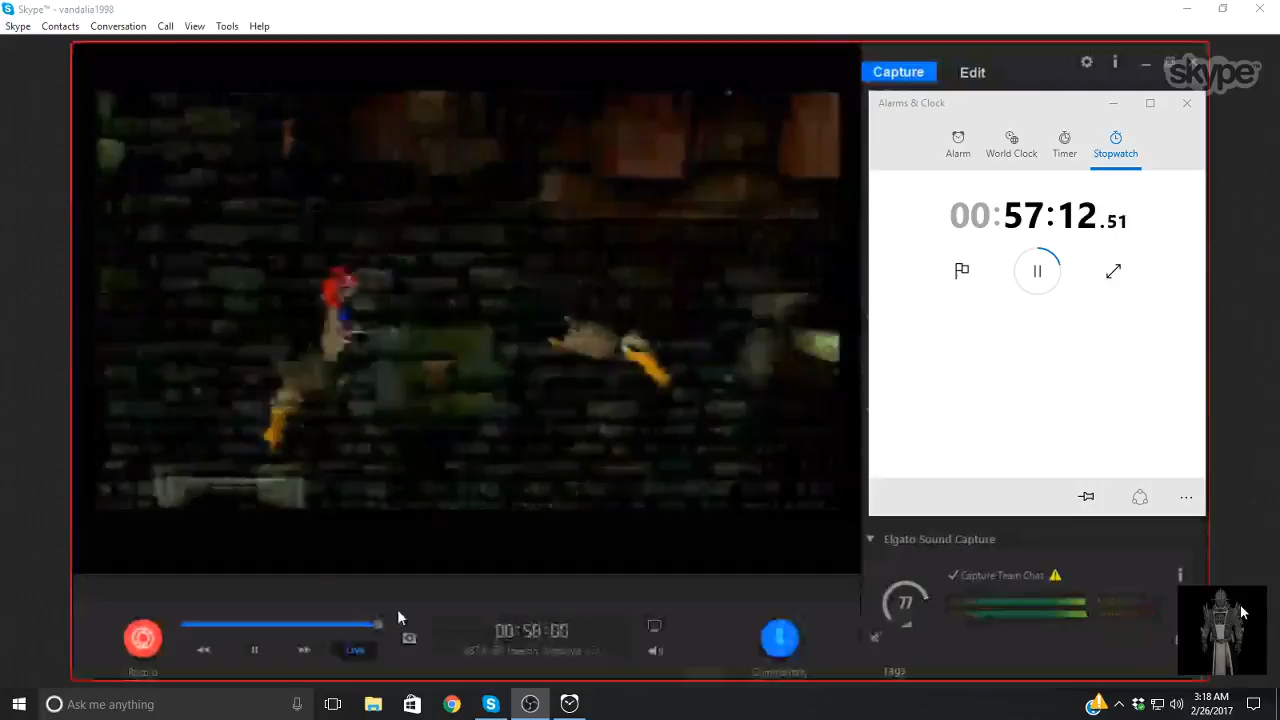 Skype™ - vandalia1998
Skype Contacts Conversation Call View Tools Help
Capture Edit
skype
Alarms & Clock
Alarm World Clock Timer Stopwatch
00:57:12.51
Elgato Sound Capture
77
Capture Team Chat
00:58:00
LIVE
Tags
Ask me anything
3:18 AM
2/26/2017